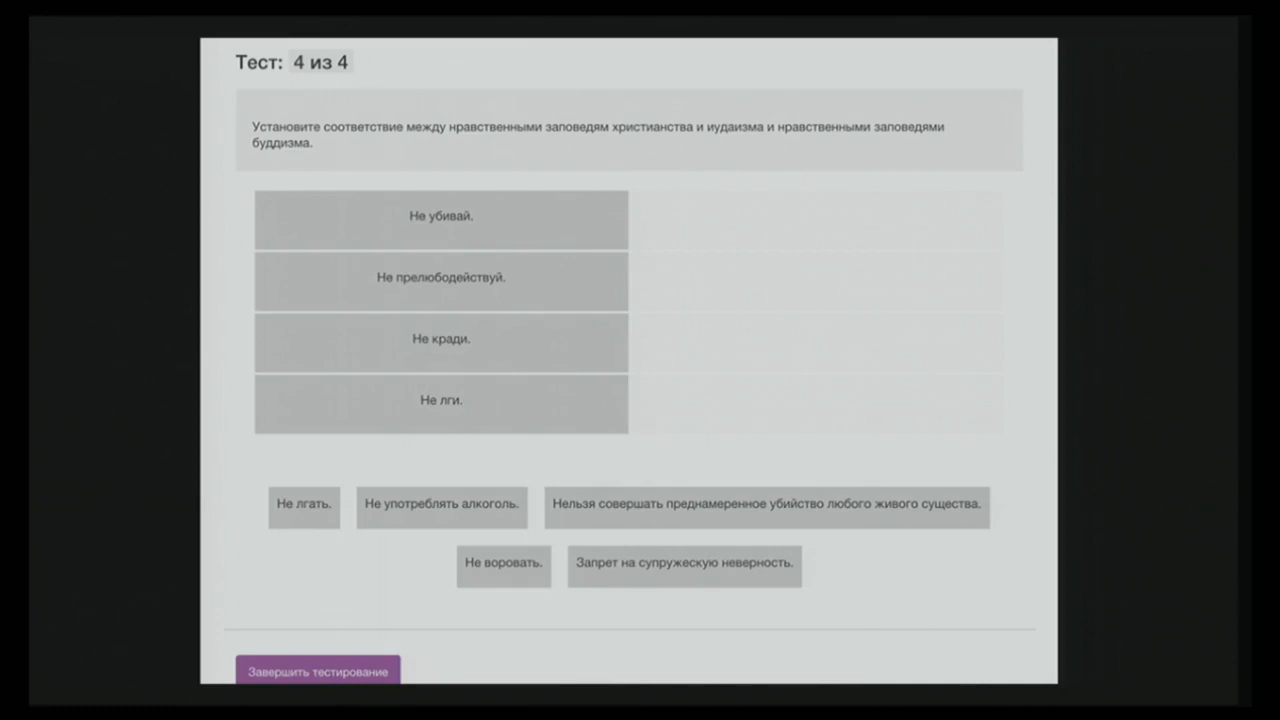 Тест: 4 из 4
Установите соответствие между нравственными заповедям христианства и иудаизма и нравственными заповедями
буддизма.
Не убивай.
Не прелюбодействуй.
Не кради.
Не лги.
Не лгать.
Не употреблять алкоголь.
Нельзя совершать преднамеренное убийство любого живого существа.
Не воровать.
Запрет на супружескую неверность.
Завершить тестирование